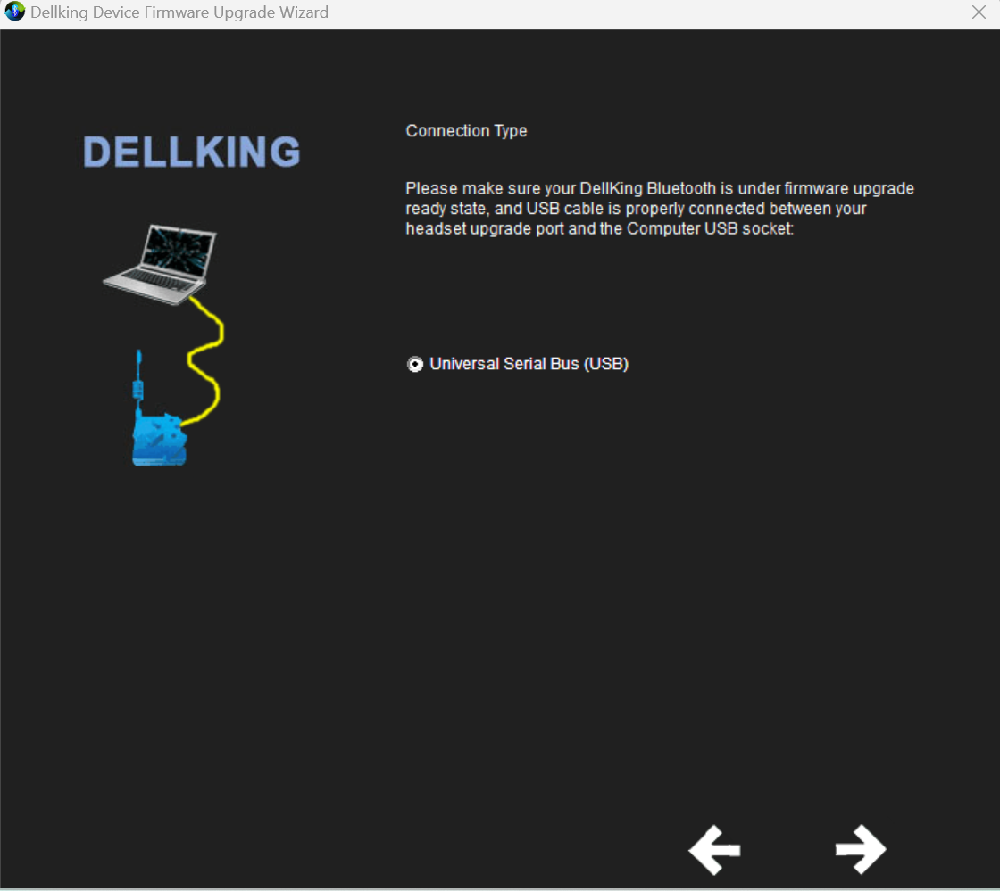 Dellking Device Firmware Upgrade Wizard
DELLKING
Connection Type
Please make sure your DellKing Bluetooth is under firmware upgrade
ready state, and USB cable is properly connected between your
headset upgrade port and the Computer USB socket:
Universal Serial Bus (USB)